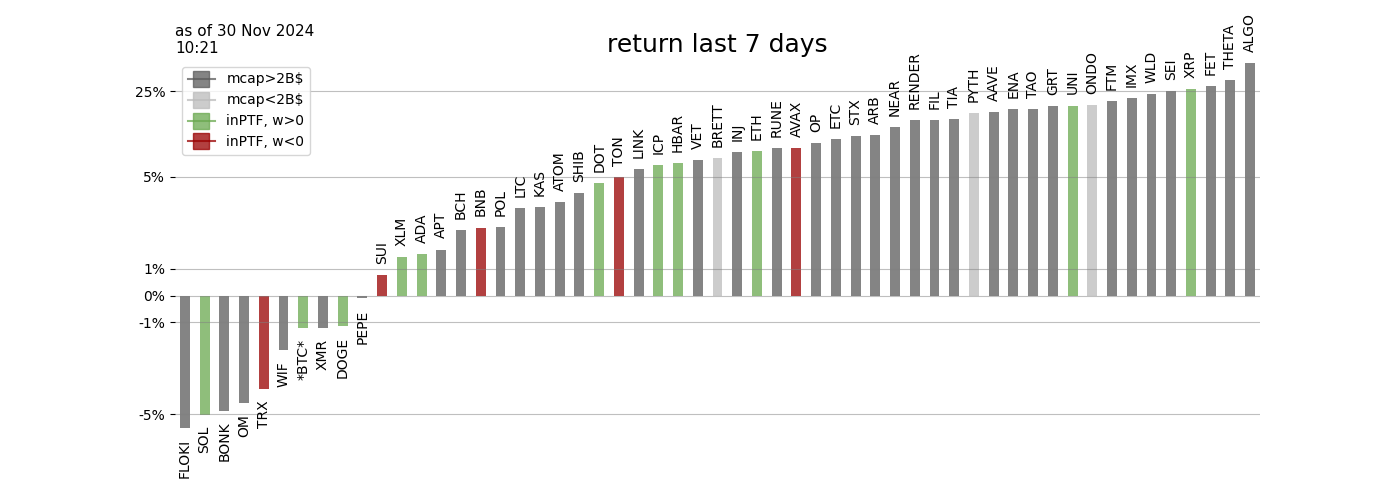 as of 30 Nov 2024
10:21
return last 7 days
mcap>2B$
mcap<2B$
inPTF, w>0
inPTF, w<0
25%
5%
1%
0%
-1%
-5%
FLOKI
SOL
BONK
OM
TRX
WIF
*BTC*
XMR
DOGE
PEPE
SUI
XLM
ADA
APT
BCH
BNB
POL
LTC
KAS
ATOM
SHIB
DOT
TON
LINK
ICP
HBAR
VET
BRETT
INJ
ETH
RUNE
AVAX
OP
ETC
STX
ARB
NEAR
RENDER
FIL
TIA
PYTH
AAVE
ENA
TAO
GRT
UNI
ONDO
FTM
IMX
WLD
SEI
XRP
FET
THETA
ALGO